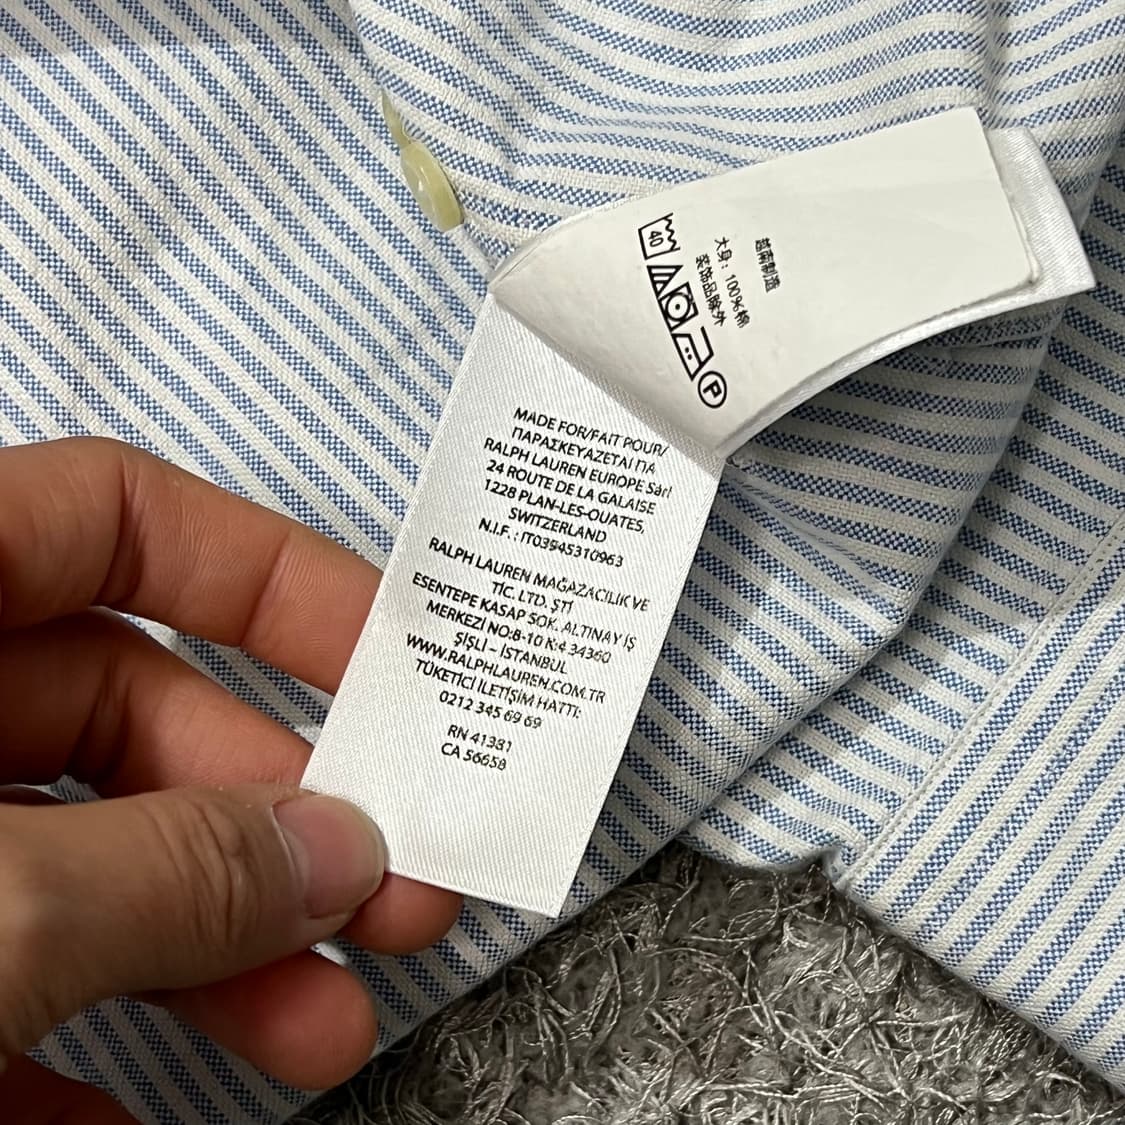 越南制造
大身：100%棉
装饰品除外
40
P
MADE FOR/FAIT POUR/
ΠΑΡΑΣΚΕΥΑΖΕΤΑΙ ΓΙΑ
RALPH LAUREN EUROPE Sàrl
24 ROUTE DE LA GALAISE
1228 PLAN-LES-OUATES,
SWITZERLAND
N.I.F. : IT03945310963
RALPH LAUREN MAĞAZACILIK VE
TİC. LTD. ŞTİ
ESENTEPE KASAP SOK. ALTINAY İŞ
MERKEZİ NO:8-10 K:4 34360
ŞİŞLİ – İSTANBUL
WWW.RALPHLAUREN.COM.TR
TÜKETİCİ İLETİŞİM HATTI:
0212 345 69 69
RN 41381
CA 56658